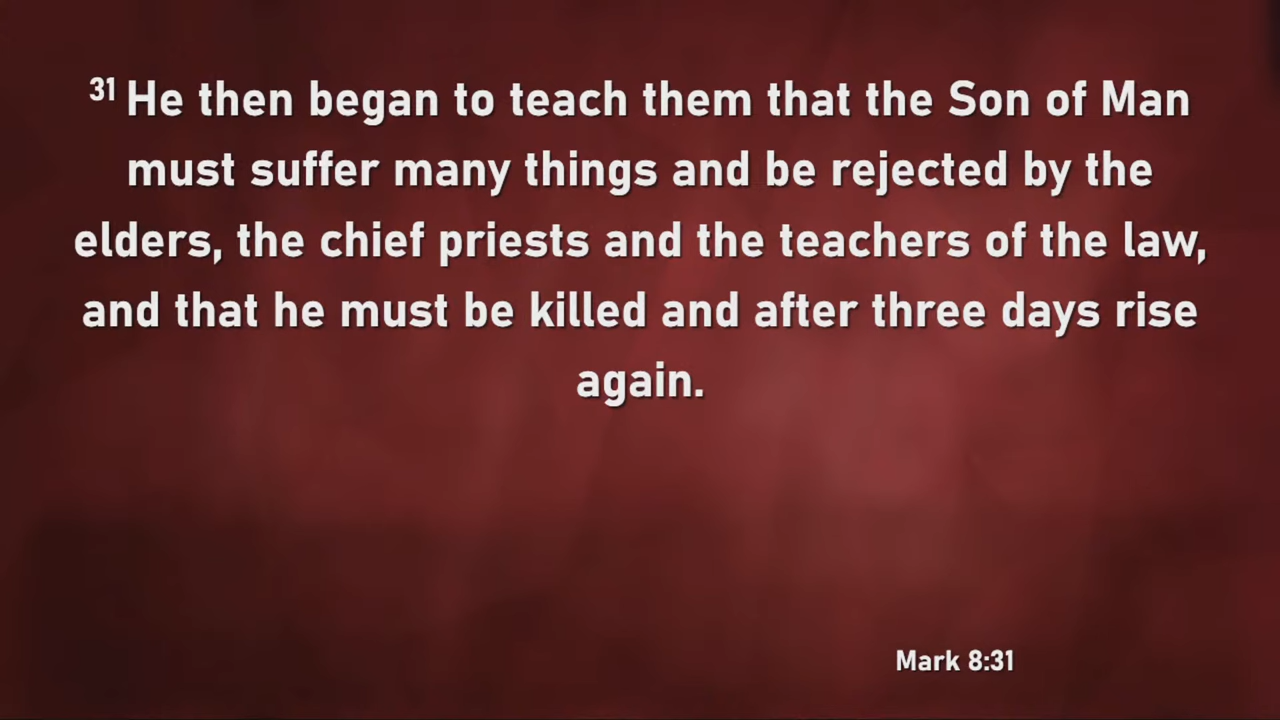 31 He then began to teach them that the Son of Man
must suffer many things and be rejected by the
elders, the chief priests and the teachers of the law,
and that he must be killed and after three days rise
again.
Mark 8:31